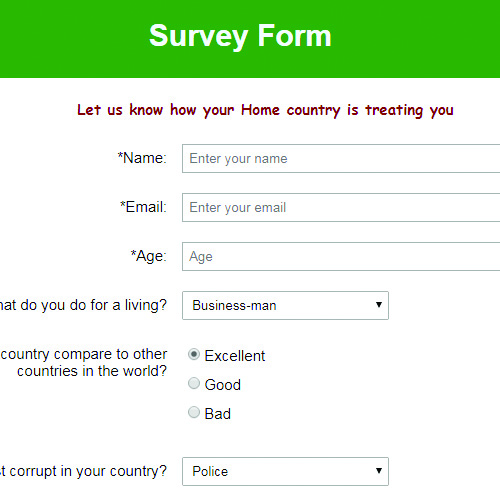 Survey Form
Let us know how your Home country is treating you
*Name: Enter your name
*Email: Enter your email
*Age: Age
do you do for a living? Business-man
country compare to other
countries in the world?
Excellent
Good
Bad
corrupt in your country? Police